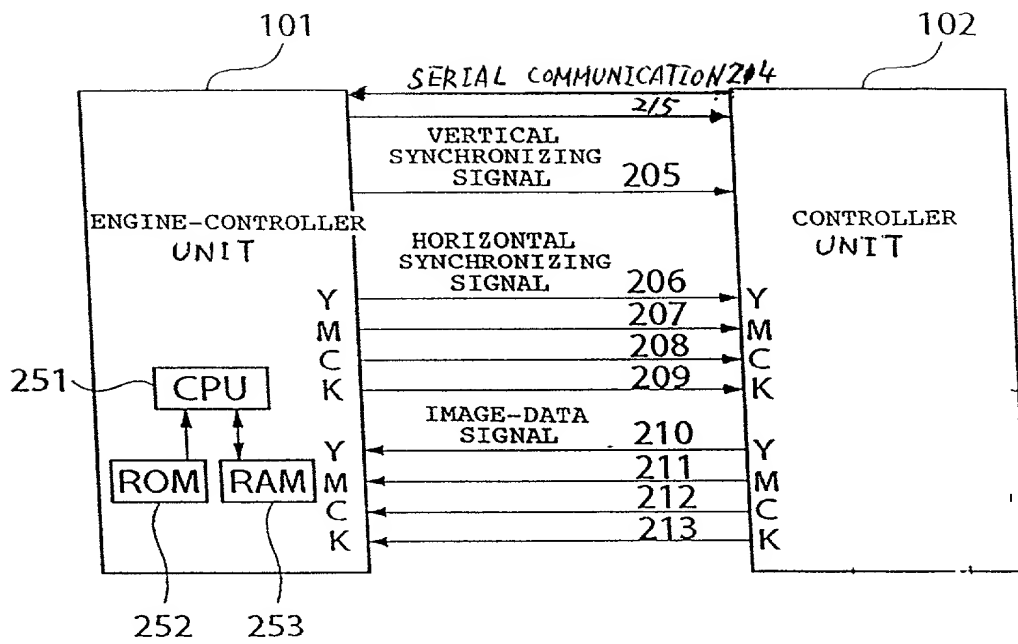 101
102
SERIAL COMMUNICATION 214
215
VERTICAL
SYNCHRONIZING
SIGNAL 205
ENGINE-CONTROLLER
UNIT
CONTROLLER
UNIT
HORIZONTAL
SYNCHRONIZING
SIGNAL
Y 206 Y
M 207 M
C 208 C
K 209 K
251
CPU
IMAGE-DATA
SIGNAL
Y 210 Y
ROM RAM M 211 M
C 212 C
K 213 K
252 253